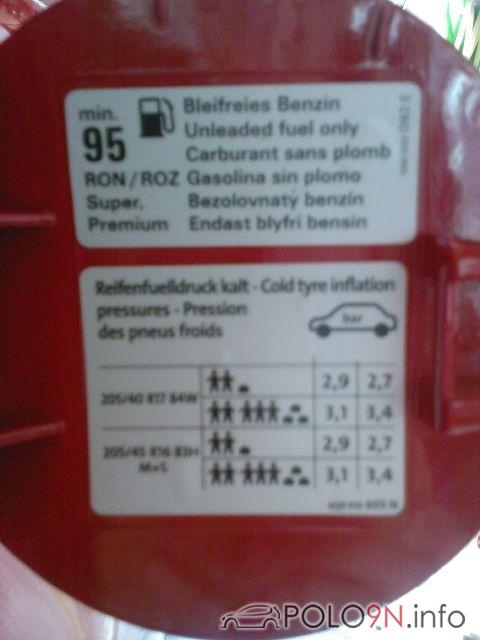 min.
95
RON / ROZ
Super,
Premium
Bleifreies Benzin
Unleaded fuel only
Carburant sans plomb
Gasolina sin plomo
Bezolovnatý benzín
Endast blyfri bensin
Reifenfuelldruck kalt - Cold tyre inflation
pressures - Pression
des pneus froids
bar
205/40 R17 84W
2,9 2,7
3,1 3,4
205/45 R16 83H
M+S
2,9 2,7
3,1 3,4
POLO9N.info